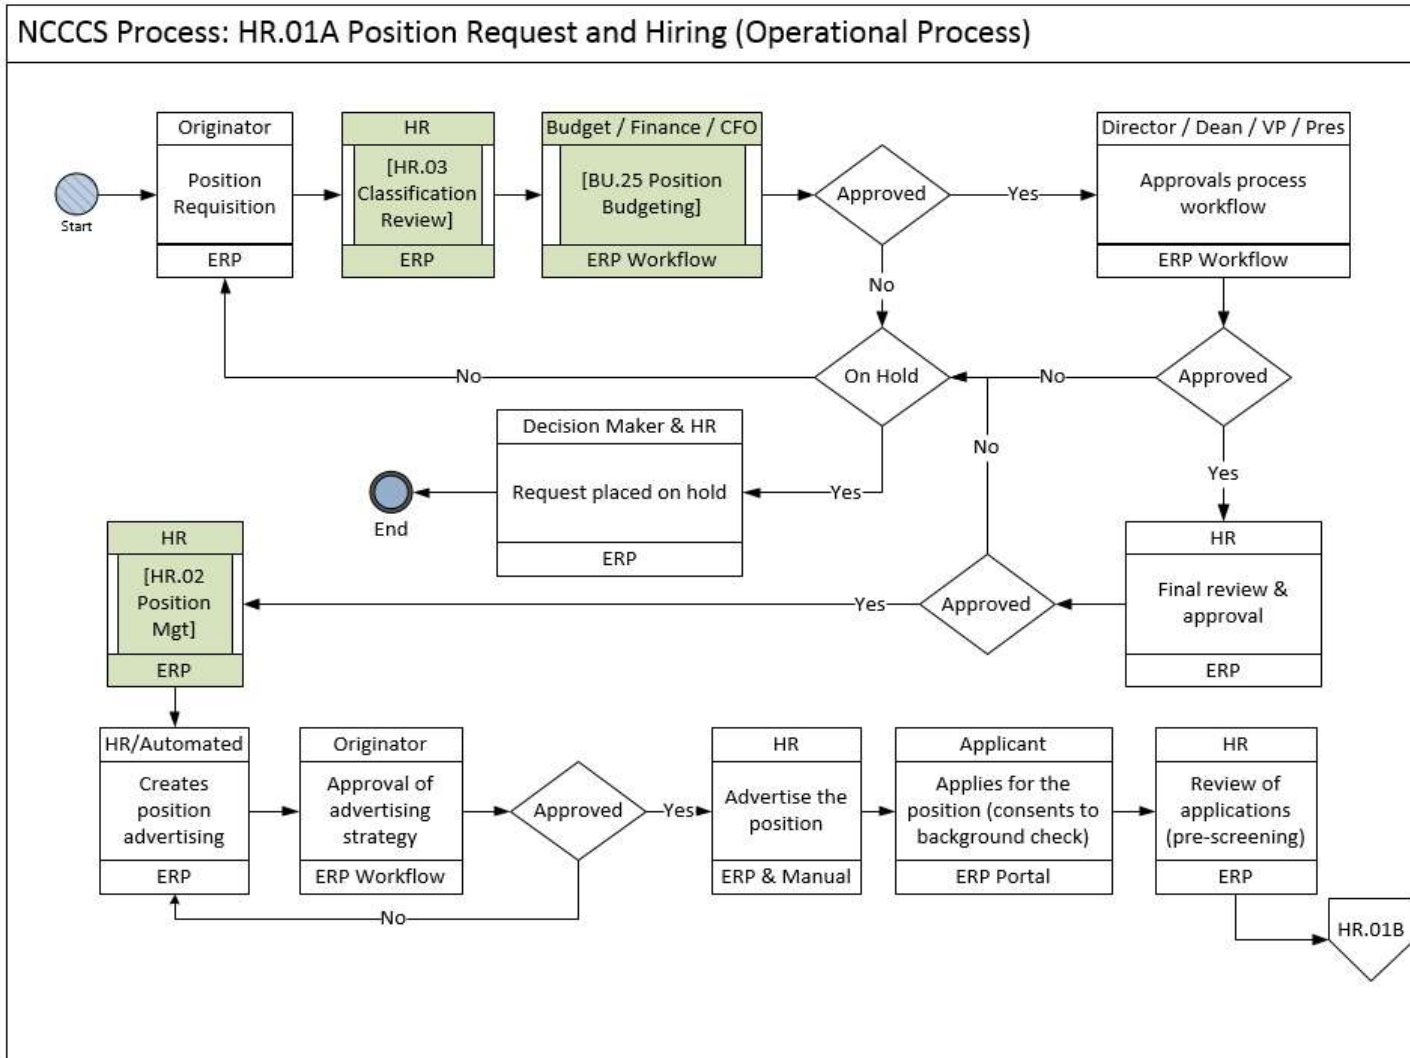 NCCCS Process: HR.01A Position Request and Hiring (Operational Process)
Start
Originator
Position
Requisition
ERP
HR
[HR.03
Classification
Review]
ERP
Budget / Finance / CFO
[BU.25 Position
Budgeting]
ERP Workflow
Approved
Yes
Director / Dean / VP / Pres
Approvals process
workflow
ERP Workflow
No
No
On Hold
No
Approved
Decision Maker & HR
Request placed on hold
ERP
Yes
End
No
Yes
HR
Final review &
approval
ERP
Approved
Yes
HR
[HR.02
Position
Mgt]
ERP
HR/Automated
Creates
position
advertising
ERP
Originator
Approval of
advertising
strategy
ERP Workflow
Approved
Yes
No
HR
Advertise the
position
ERP & Manual
Applicant
Applies for the
position (consents to
background check)
ERP Portal
HR
Review of
applications
(pre-screening)
ERP
HR.01B